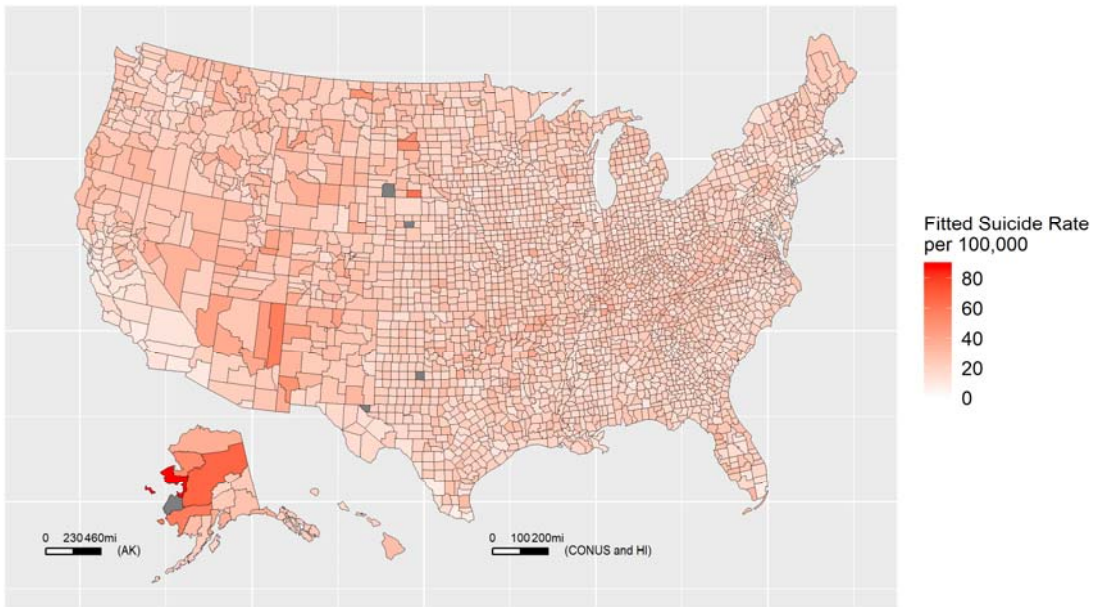 Fitted Suicide Rate
per 100,000
80
60
40
20
0
0 230460mi
(AK)
0 100200mi
(CONUS and HI)